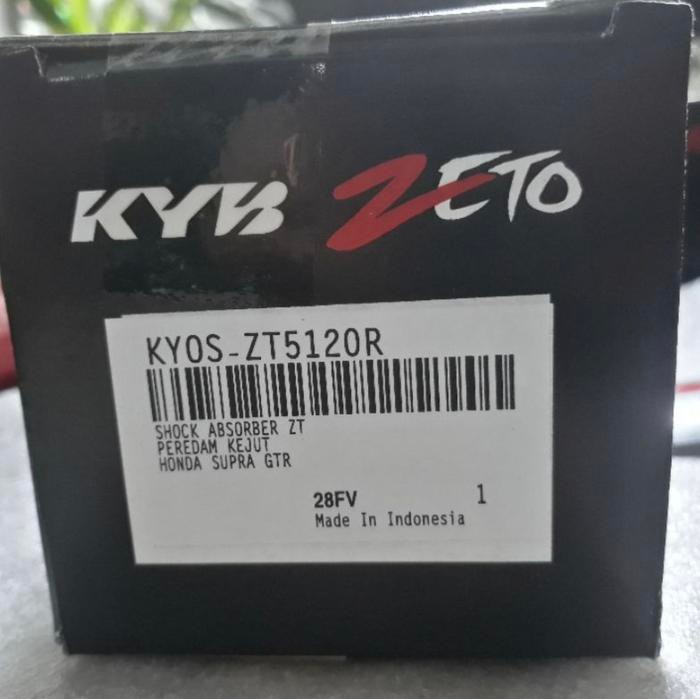 KYB ZETO
KYOS-ZT5120R
SHOCK ABSORBER ZT
PEREDAM KEJUT
HONDA SUPRA GTR
28FV 1
Made In Indonesia